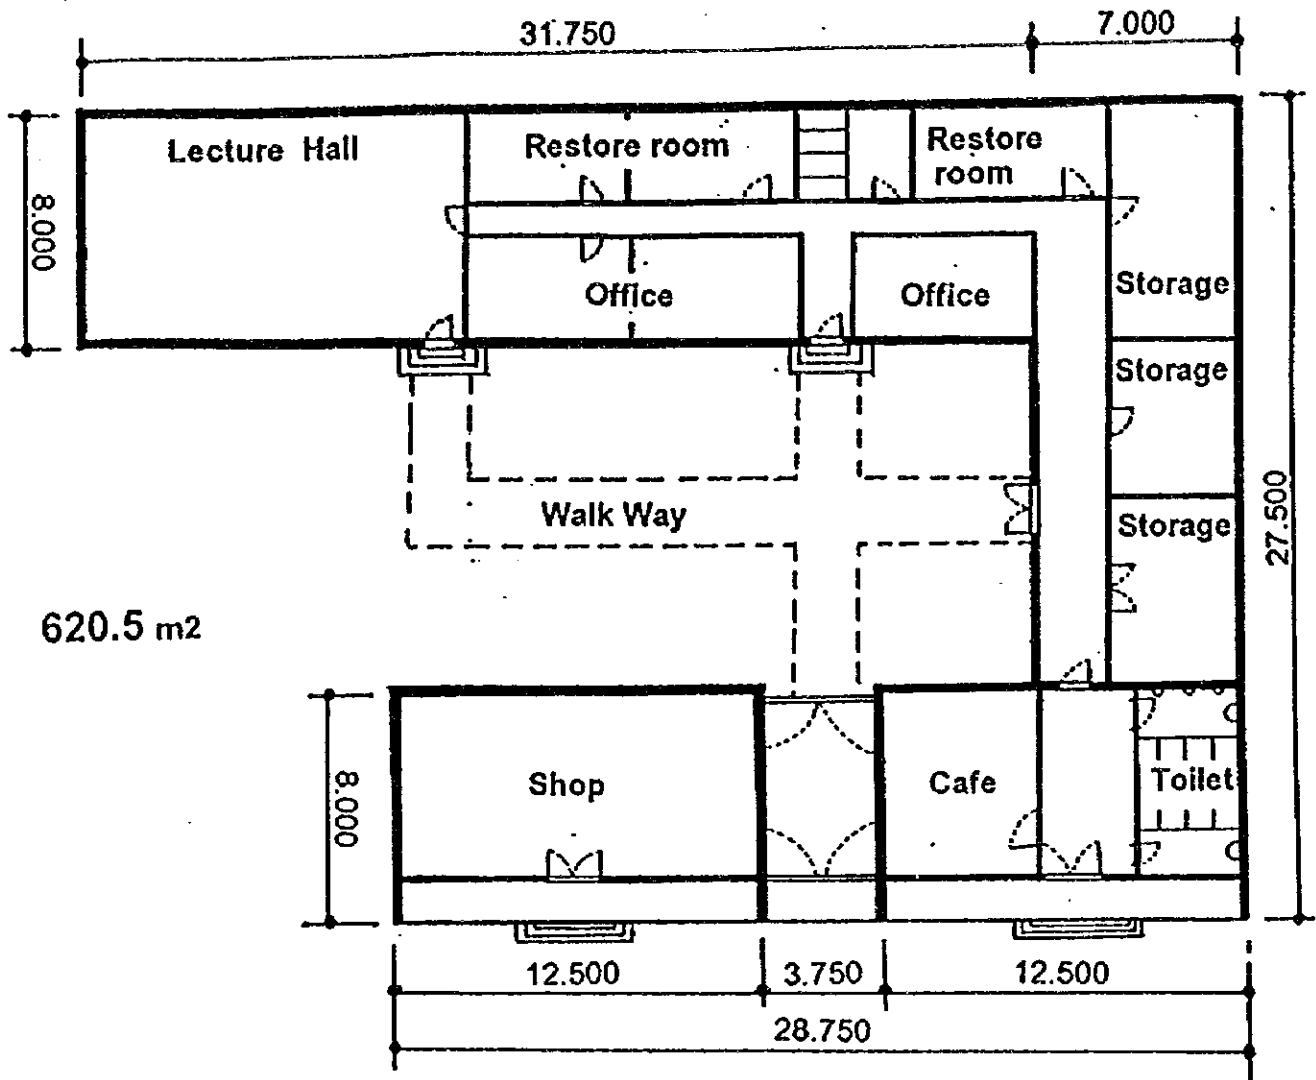 31.750
7.000
Lecture Hall
Restore room
Restore
room
8.000
Office
Office
Storage
Storage
Walk Way
Storage
27.500
620.5 m2
8.000
Shop
Cafe
Toilet
12.500
3.750
12.500
28.750